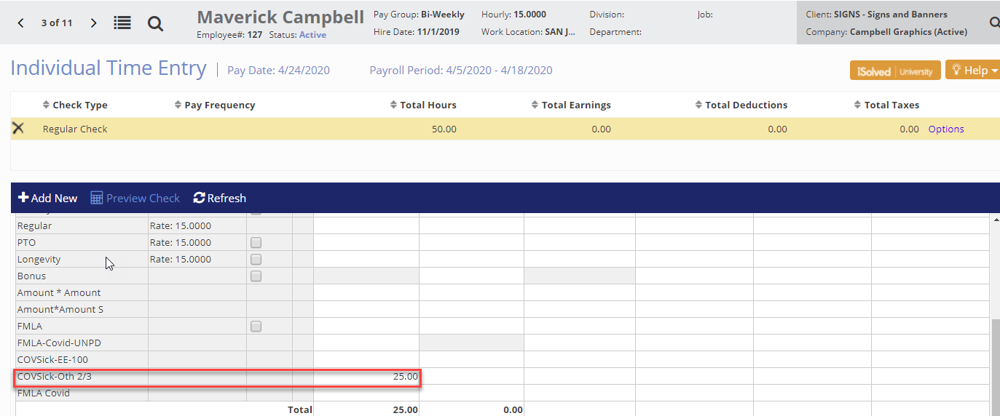 3 of 11
Maverick Campbell
Employee#: 127 Status: Active
Pay Group: Bi-Weekly
Hire Date: 11/1/2019
Hourly: 15.0000
Work Location: SAN J...
Division:
Department:
Job:
Client: SIGNS - Signs and Banners
Company: Campbell Graphics (Active)
Individual Time Entry
Pay Date: 4/24/2020
Payroll Period: 4/5/2020 - 4/18/2020
iSolved University
Help
Check Type Pay Frequency Total Hours Total Earnings Total Deductions Total Taxes
Regular Check 50.00 0.00 0.00 0.00 Options
Add New Preview Check Refresh
Regular Rate: 15.0000
PTO Rate: 15.0000
Longevity Rate: 15.0000
Bonus
Amount * Amount
Amount*Amount S
FMLA
FMLA-Covid-UNPD
COVSick-EE-100
COVSick-Oth 2/3 25.00
FMLA Covid
Total 25.00 0.00